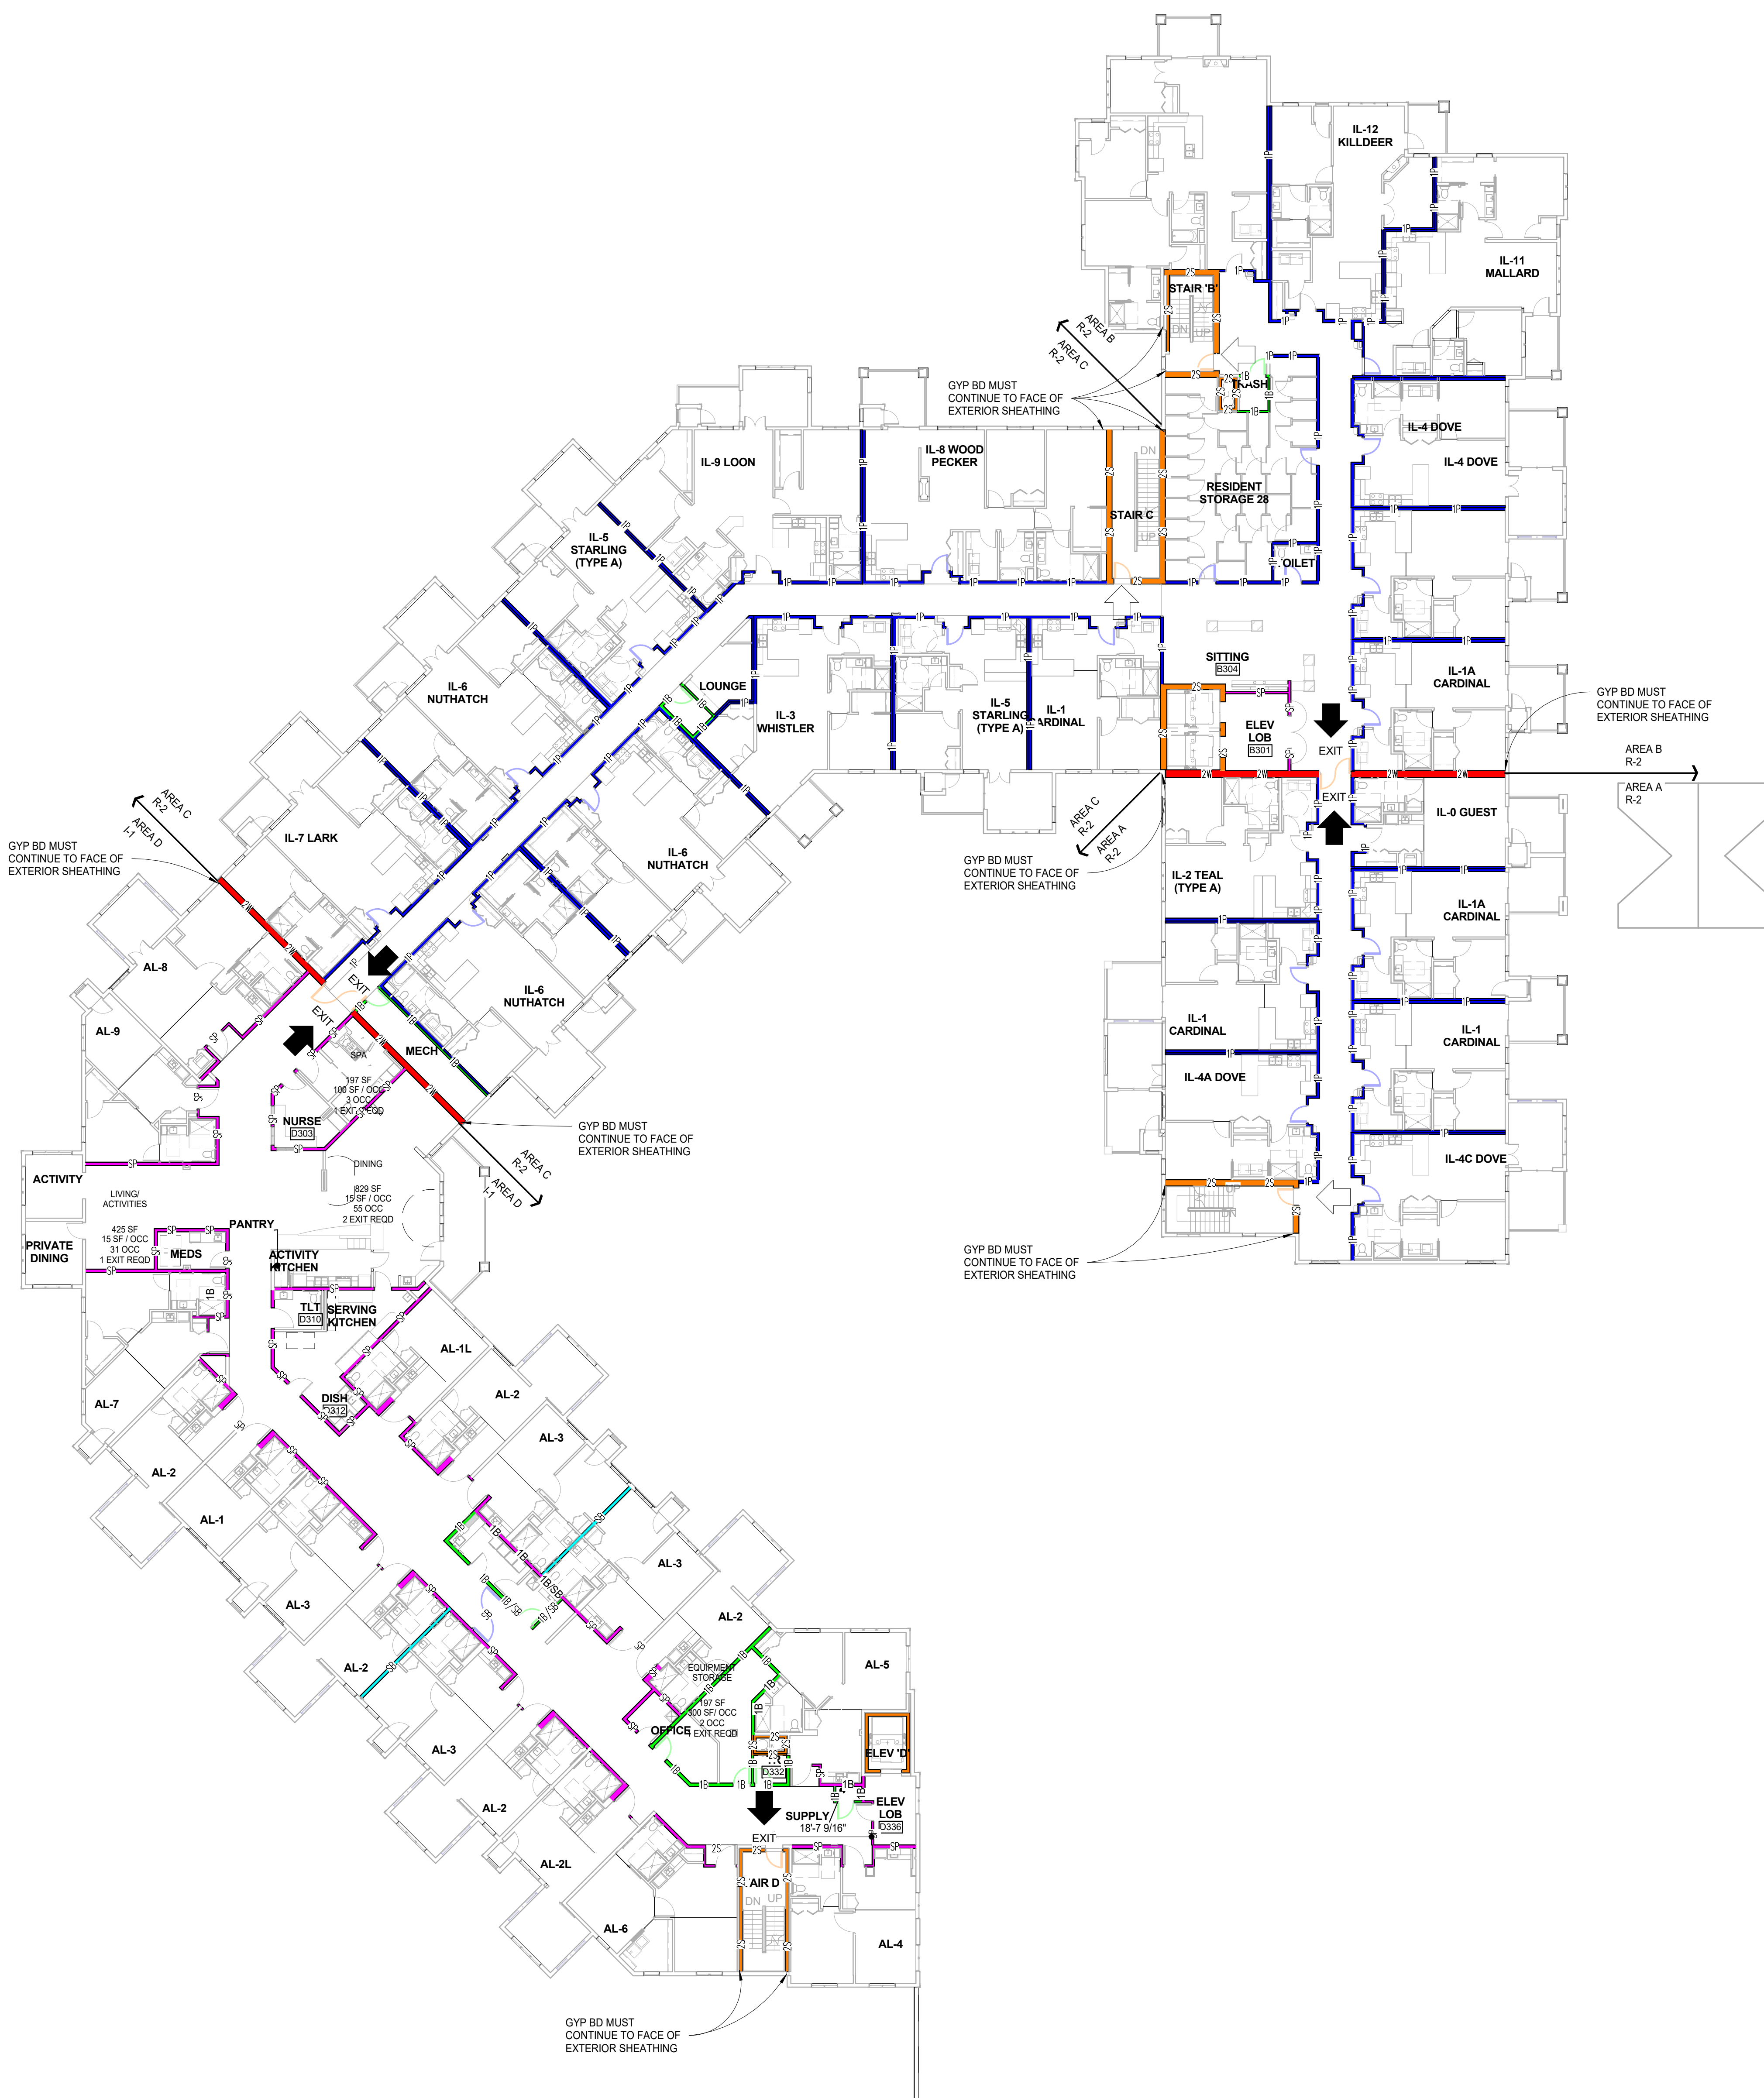 IL-12
KILLDEER
IL-11
MALLARD
STAIR 'B'
DN
UP
AREA B
R-2
AREA C
R-2
GYP BD MUST
CONTINUE TO FACE OF
EXTERIOR SHEATHING
TRASH
IL-4 DOVE
IL-4 DOVE
IL-9 LOON
IL-8 WOOD
PECKER
DN
STAIR C
UP
RESIDENT
STORAGE 28
IL-5
STARLING
(TYPE A)
SITTING
B304
IL-1A
CARDINAL
IL-6
NUTHATCH
LOUNGE
IL-3
WHISTLER
IL-5
STARLING
(TYPE A)
IL-1
ELEV
LOB
B301
EXIT
EXIT
GYP BD MUST
CONTINUE TO FACE OF
EXTERIOR SHEATHING
AREA B
R-2
AREA A
R-2
IL-0 GUEST
AREA C
R-2
AREA A
R-2
GYP BD MUST
CONTINUE TO FACE OF
EXTERIOR SHEATHING
IL-2 TEAL
(TYPE A)
IL-1A
CARDINAL
AREA C
R-2
AREA D
I-1
GYP BD MUST
CONTINUE TO FACE OF
EXTERIOR SHEATHING
IL-7 LARK
IL-6
NUTHATCH
AL-8
EXIT
EXIT
IL-6
NUTHATCH
IL-1
CARDINAL
IL-1
CARDINAL
AL-9
MECH
SPA
197 SF
100 SF / OCC
3 OCC
NURSE
D303
IL-4A DOVE
IL-4C DOVE
GYP BD MUST
CONTINUE TO FACE OF
EXTERIOR SHEATHING
AREA C
R-2
AREA D
I-1
ACTIVITY
LIVING/
ACTIVITIES
DINING
829 SF
15 SF / OCC
55 OCC
2 EXIT REQD
PANTRY
425 SF
15 SF / OCC
31 OCC
1 EXIT REQD
PRIVATE
DINING
MEDS
ACTIVITY
KITCHEN
UP
DN
GYP BD MUST
CONTINUE TO FACE OF
EXTERIOR SHEATHING
TLT
D310
SERVING
KITCHEN
AL-1L
AL-2
AL-7
DISH
D312
AL-3
AL-2
AL-1
AL-3
AL-3
AL-2
AL-2
EQUIPMENT
STORAGE
197 SF
300 SF/ OCC
2 OCC
1 EXIT REQD
OFFICE
AL-5
AL-3
ELEV 'D'
D332
AL-2
SUPPLY
18'-7 9/16"
ELEV
LOB
D336
EXIT
AL-2L
DN
UP
AL-6
AL-4
GYP BD MUST
CONTINUE TO FACE OF
EXTERIOR SHEATHING